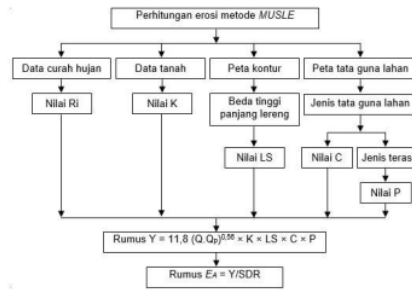 Perhitungan erosi metode MUSLE
Data curah hujan
Data tanah
Peta kontur
Peta tata guna lahan
Nilai Ri
Nilai K
Beda tinggi
panjang lereng
Jenis tata guna lahan
Nilai LS
Nilai C
Jenis teras
Nilai P
Rumus Y = 11,8 (Q.Qp)^0,56 × K × LS × C × P
Rumus EA = Y/SDR